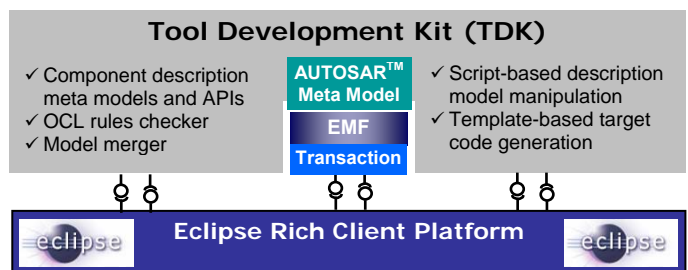 Tool Development Kit (TDK)
✓ Component description
meta models and APIs
✓ OCL rules checker
✓ Model merger
AUTOSAR™
Meta Model
EMF
Transaction
✓ Script-based description
model manipulation
✓ Template-based target
code generation
eclipse
Eclipse Rich Client Platform
eclipse